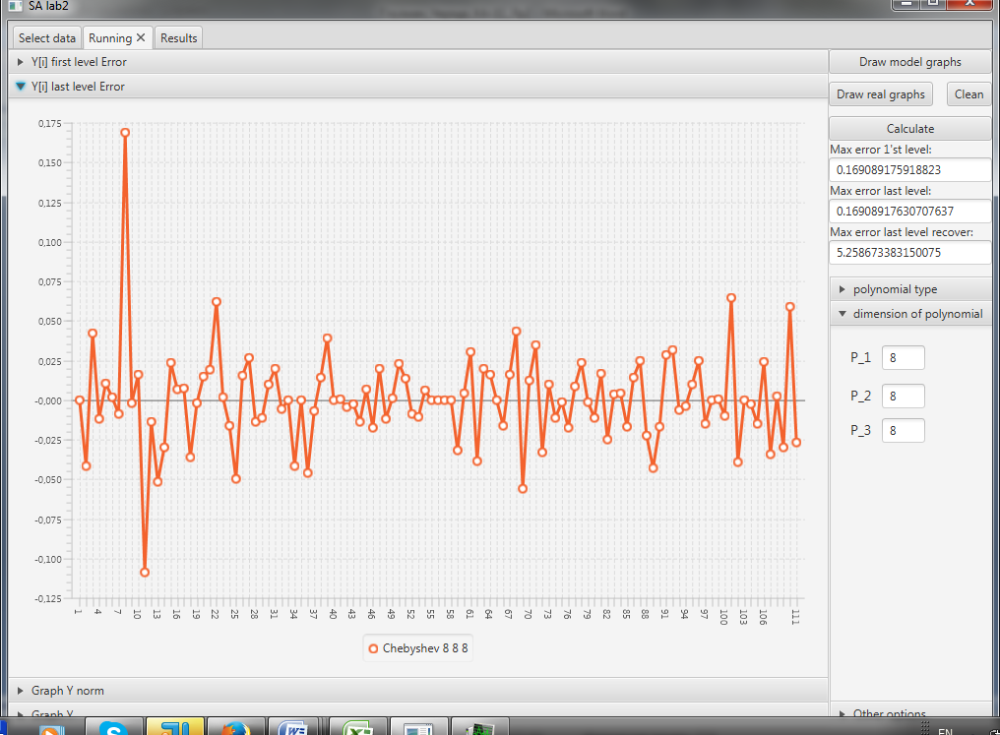 SA lab2
Select data
Running
Results
Y[i] first level Error
Y[i] last level Error
0,175
0,150
0,125
0,100
0,075
0,050
0,025
-0,000
-0,025
-0,050
-0,075
-0,100
-0,125
1 4 7 10 13 16 19 22 25 28 31 34 37 40 43 46 49 52 55 58 61 64 67 70 73 76 79 82 85 88 91 94 97 100 103 106 111
Chebyshev 8 8 8
Graph Y norm
Graph Y
Draw model graphs
Draw real graphs
Clean
Calculate
Max error 1'st level:
0.169089175918823
Max error last level:
0.16908917630707637
Max error last level recover:
5.258673383150075
polynomial type
dimension of polynomial
P_1 8
P_2 8
P_3 8
Other options
EN